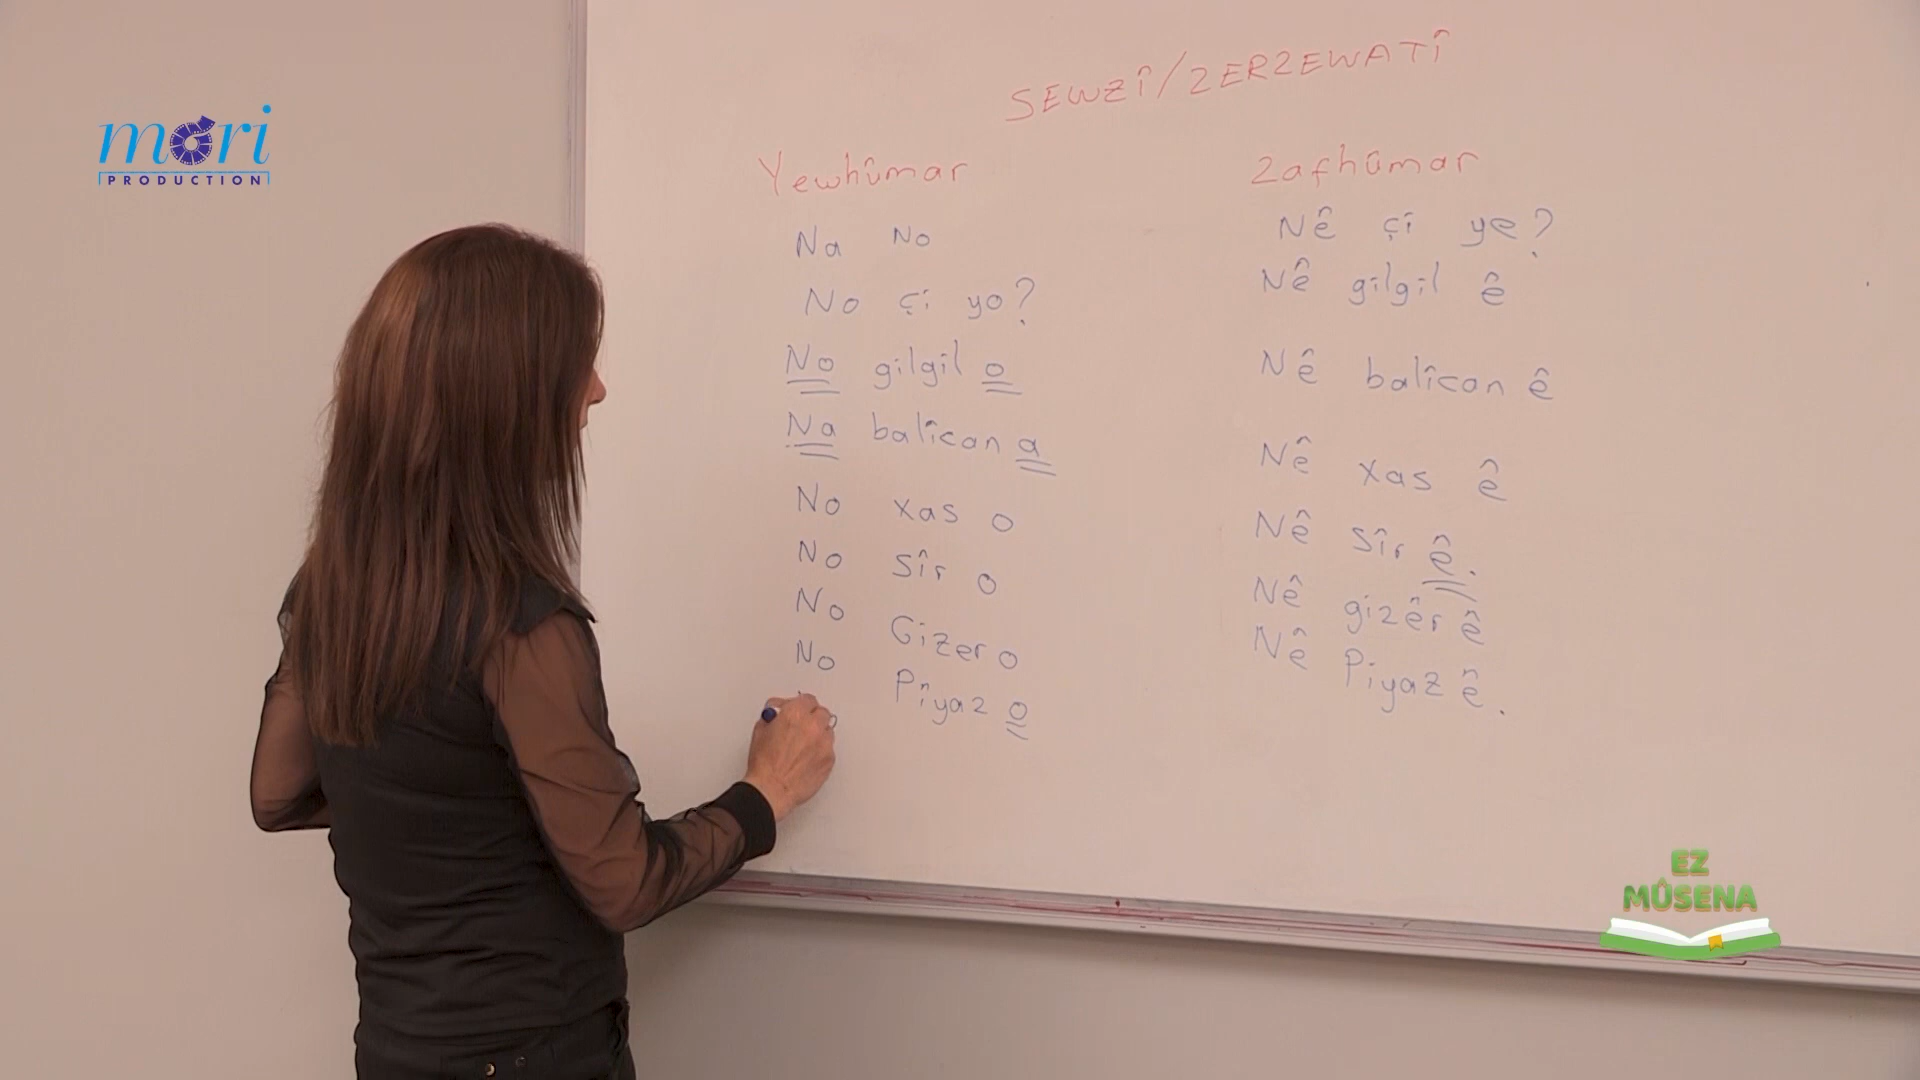 mori
PRODUCTION
SEWZÎ/ZERZEWATÎ
Yewhûmar
Na No
No çi yo?
No gilgil o
Na balîcan a
No xas o
No sîr o
No Gizer o
No Pîyaz o
Zafhûmar
Nê çî ye?
Nê gilgil ê
Nê balîcan ê
Nê xas ê
Nê sîr ê.
Nê gizêr ê
Nê Piyaz ê.
EZ
MÛSENA